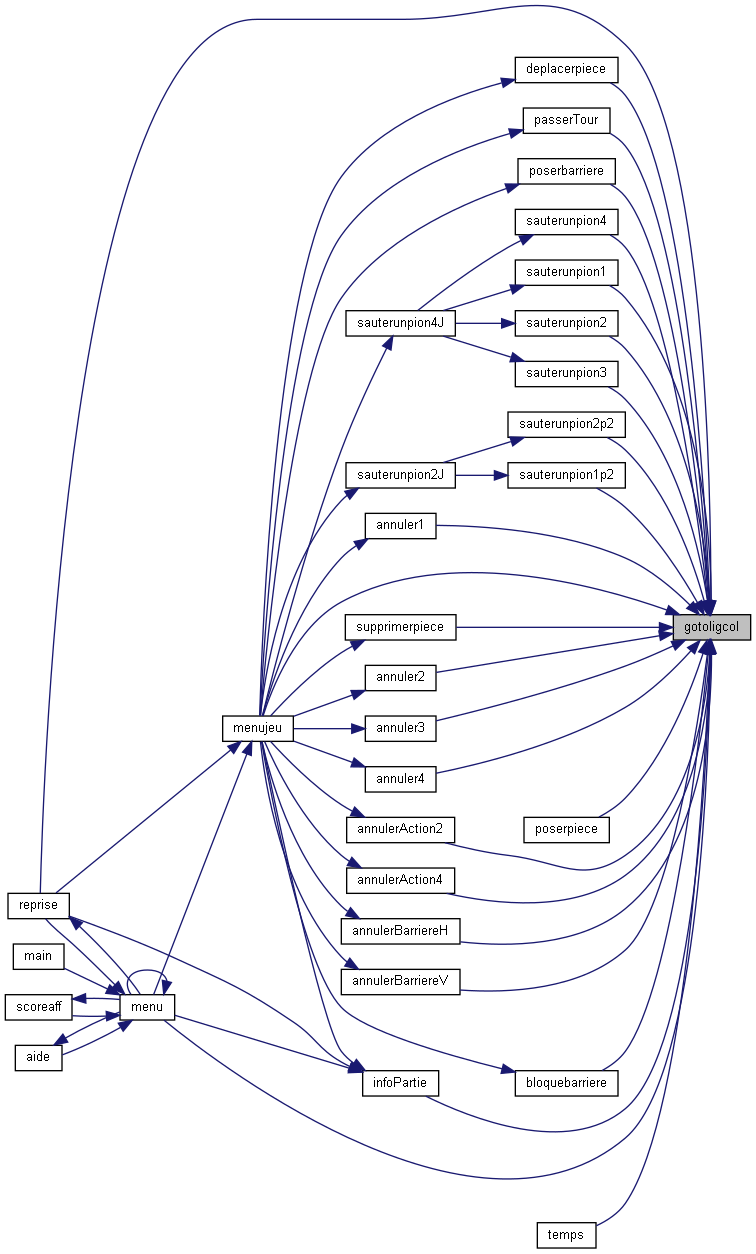 deplacerpiece
passerTour
poserbarriere
sauterunpion4
sauterunpion1
sauterunpion4J
sauterunpion2
sauterunpion3
sauterunpion2p2
sauterunpion2J
sauterunpion1p2
annuler1
supprimerpiece
gotoligcol
annuler2
menujeu
annuler3
annuler4
annulerAction2
poserpiece
annulerAction4
reprise
annulerBarriereH
main
annulerBarriereV
scoreaff
menu
aide
infoPartie
bloquebarriere
temps